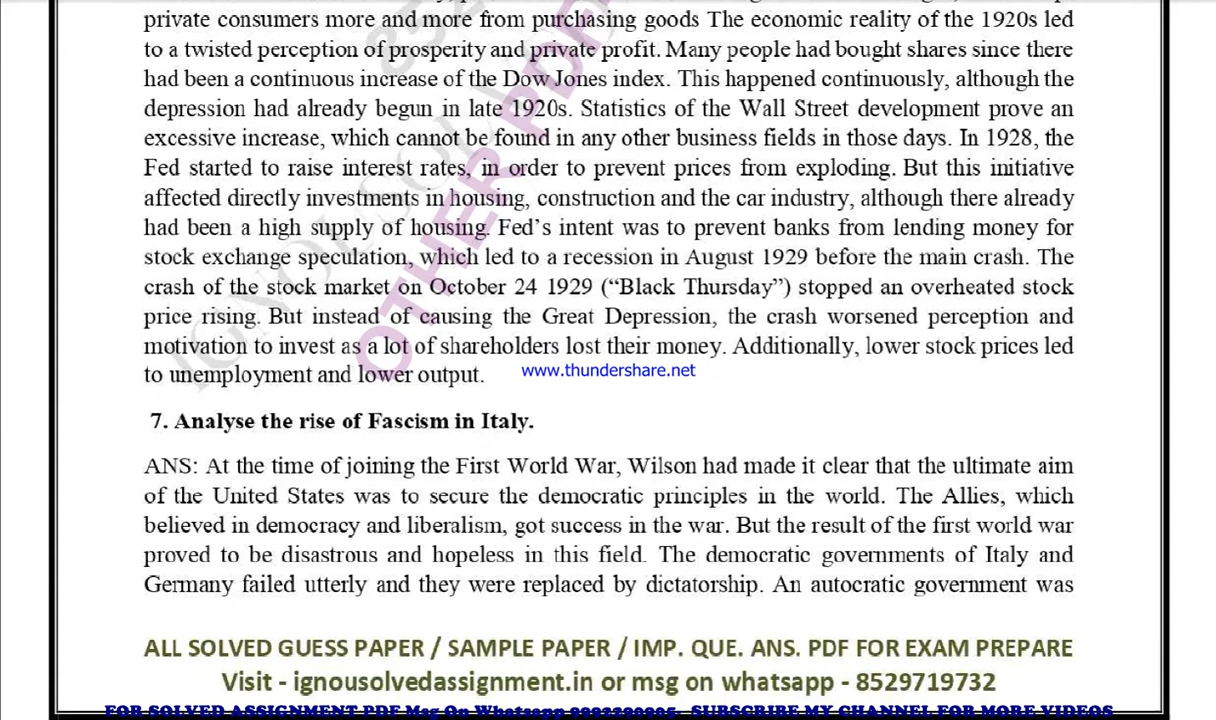 private consumers more and more from purchasing goods The economic reality of the 1920s led
to a twisted perception of prosperity and private profit. Many people had bought shares since there
had been a continuous increase of the Dow Jones index. This happened continuously, although the
depression had already begun in late 1920s. Statistics of the Wall Street development prove an
excessive increase, which cannot be found in any other business fields in those days. In 1928, the
Fed started to raise interest rates, in order to prevent prices from exploding. But this initiative
affected directly investments in housing, construction and the car industry, although there already
had been a high supply of housing. Fed's intent was to prevent banks from lending money for
stock exchange speculation, which led to a recession in August 1929 before the main crash. The
crash of the stock market on October 24 1929 (“Black Thursday”) stopped an overheated stock
price rising. But instead of causing the Great Depression, the crash worsened perception and
motivation to invest as a lot of shareholders lost their money. Additionally, lower stock prices led
to unemployment and lower output.
www.thundershare.net
7. Analyse the rise of Fascism in Italy.
ANS: At the time of joining the First World War, Wilson had made it clear that the ultimate aim
of the United States was to secure the democratic principles in the world. The Allies, which
believed in democracy and liberalism, got success in the war. But the result of the first world war
proved to be disastrous and hopeless in this field. The democratic governments of Italy and
Germany failed utterly and they were replaced by dictatorship. An autocratic government was
OTHER PDF
ALL SOLVED GUESS PAPER / SAMPLE PAPER / IMP. QUE. ANS. PDF FOR EXAM PREPARE
Visit - ignousolvedassignment.in or msg on whatsapp - 8529719732
FOR SOLVED ASSIGNMENT PDF Msg On Whatsapp SUBSCRIBE MY CHANNEL FOR MORE VIDEOS